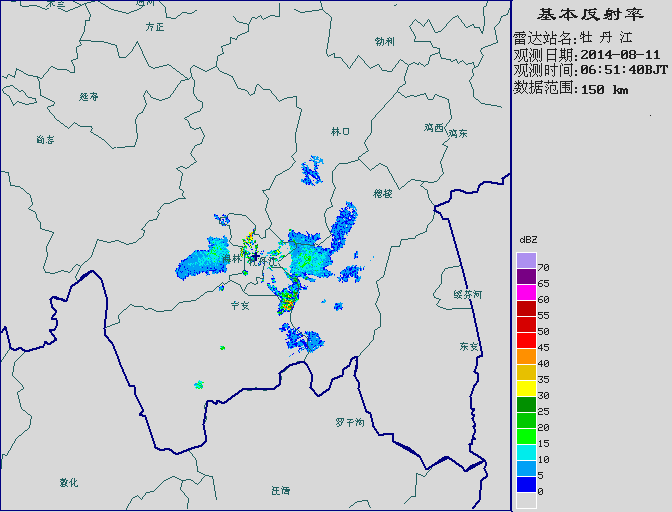 基本反射率
雷达站名:牡 丹 江
观测日期:2014-08-11
观测时间:06:51:40BJT
数据范围:150 km
方正
勃利
延寿
尚志
林口
鸡西
鸡东
穆棱
牡丹江
宁安
绥芬河
东安
罗子沟
敦化
汪清
dBZ
70
65
60
55
50
45
40
35
30
25
20
15
10
5
0